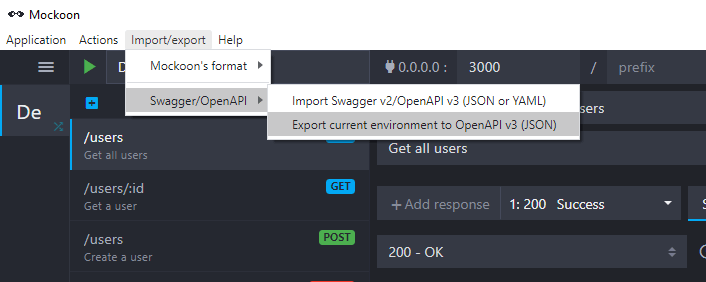 Mockoon
Application Actions Import/export Help
Mockoon's format
Swagger/OpenAPI
Import Swagger v2/OpenAPI v3 (JSON or YAML)
Export current environment to OpenAPI v3 (JSON)
De
D
0.0.0.0 : 3000 / prefix
/users
Get all users
/users/:id
GET
Get a user
/users
POST
Create a user
sers
Get all users
+ Add response
1: 200 Success
S
200 - OK